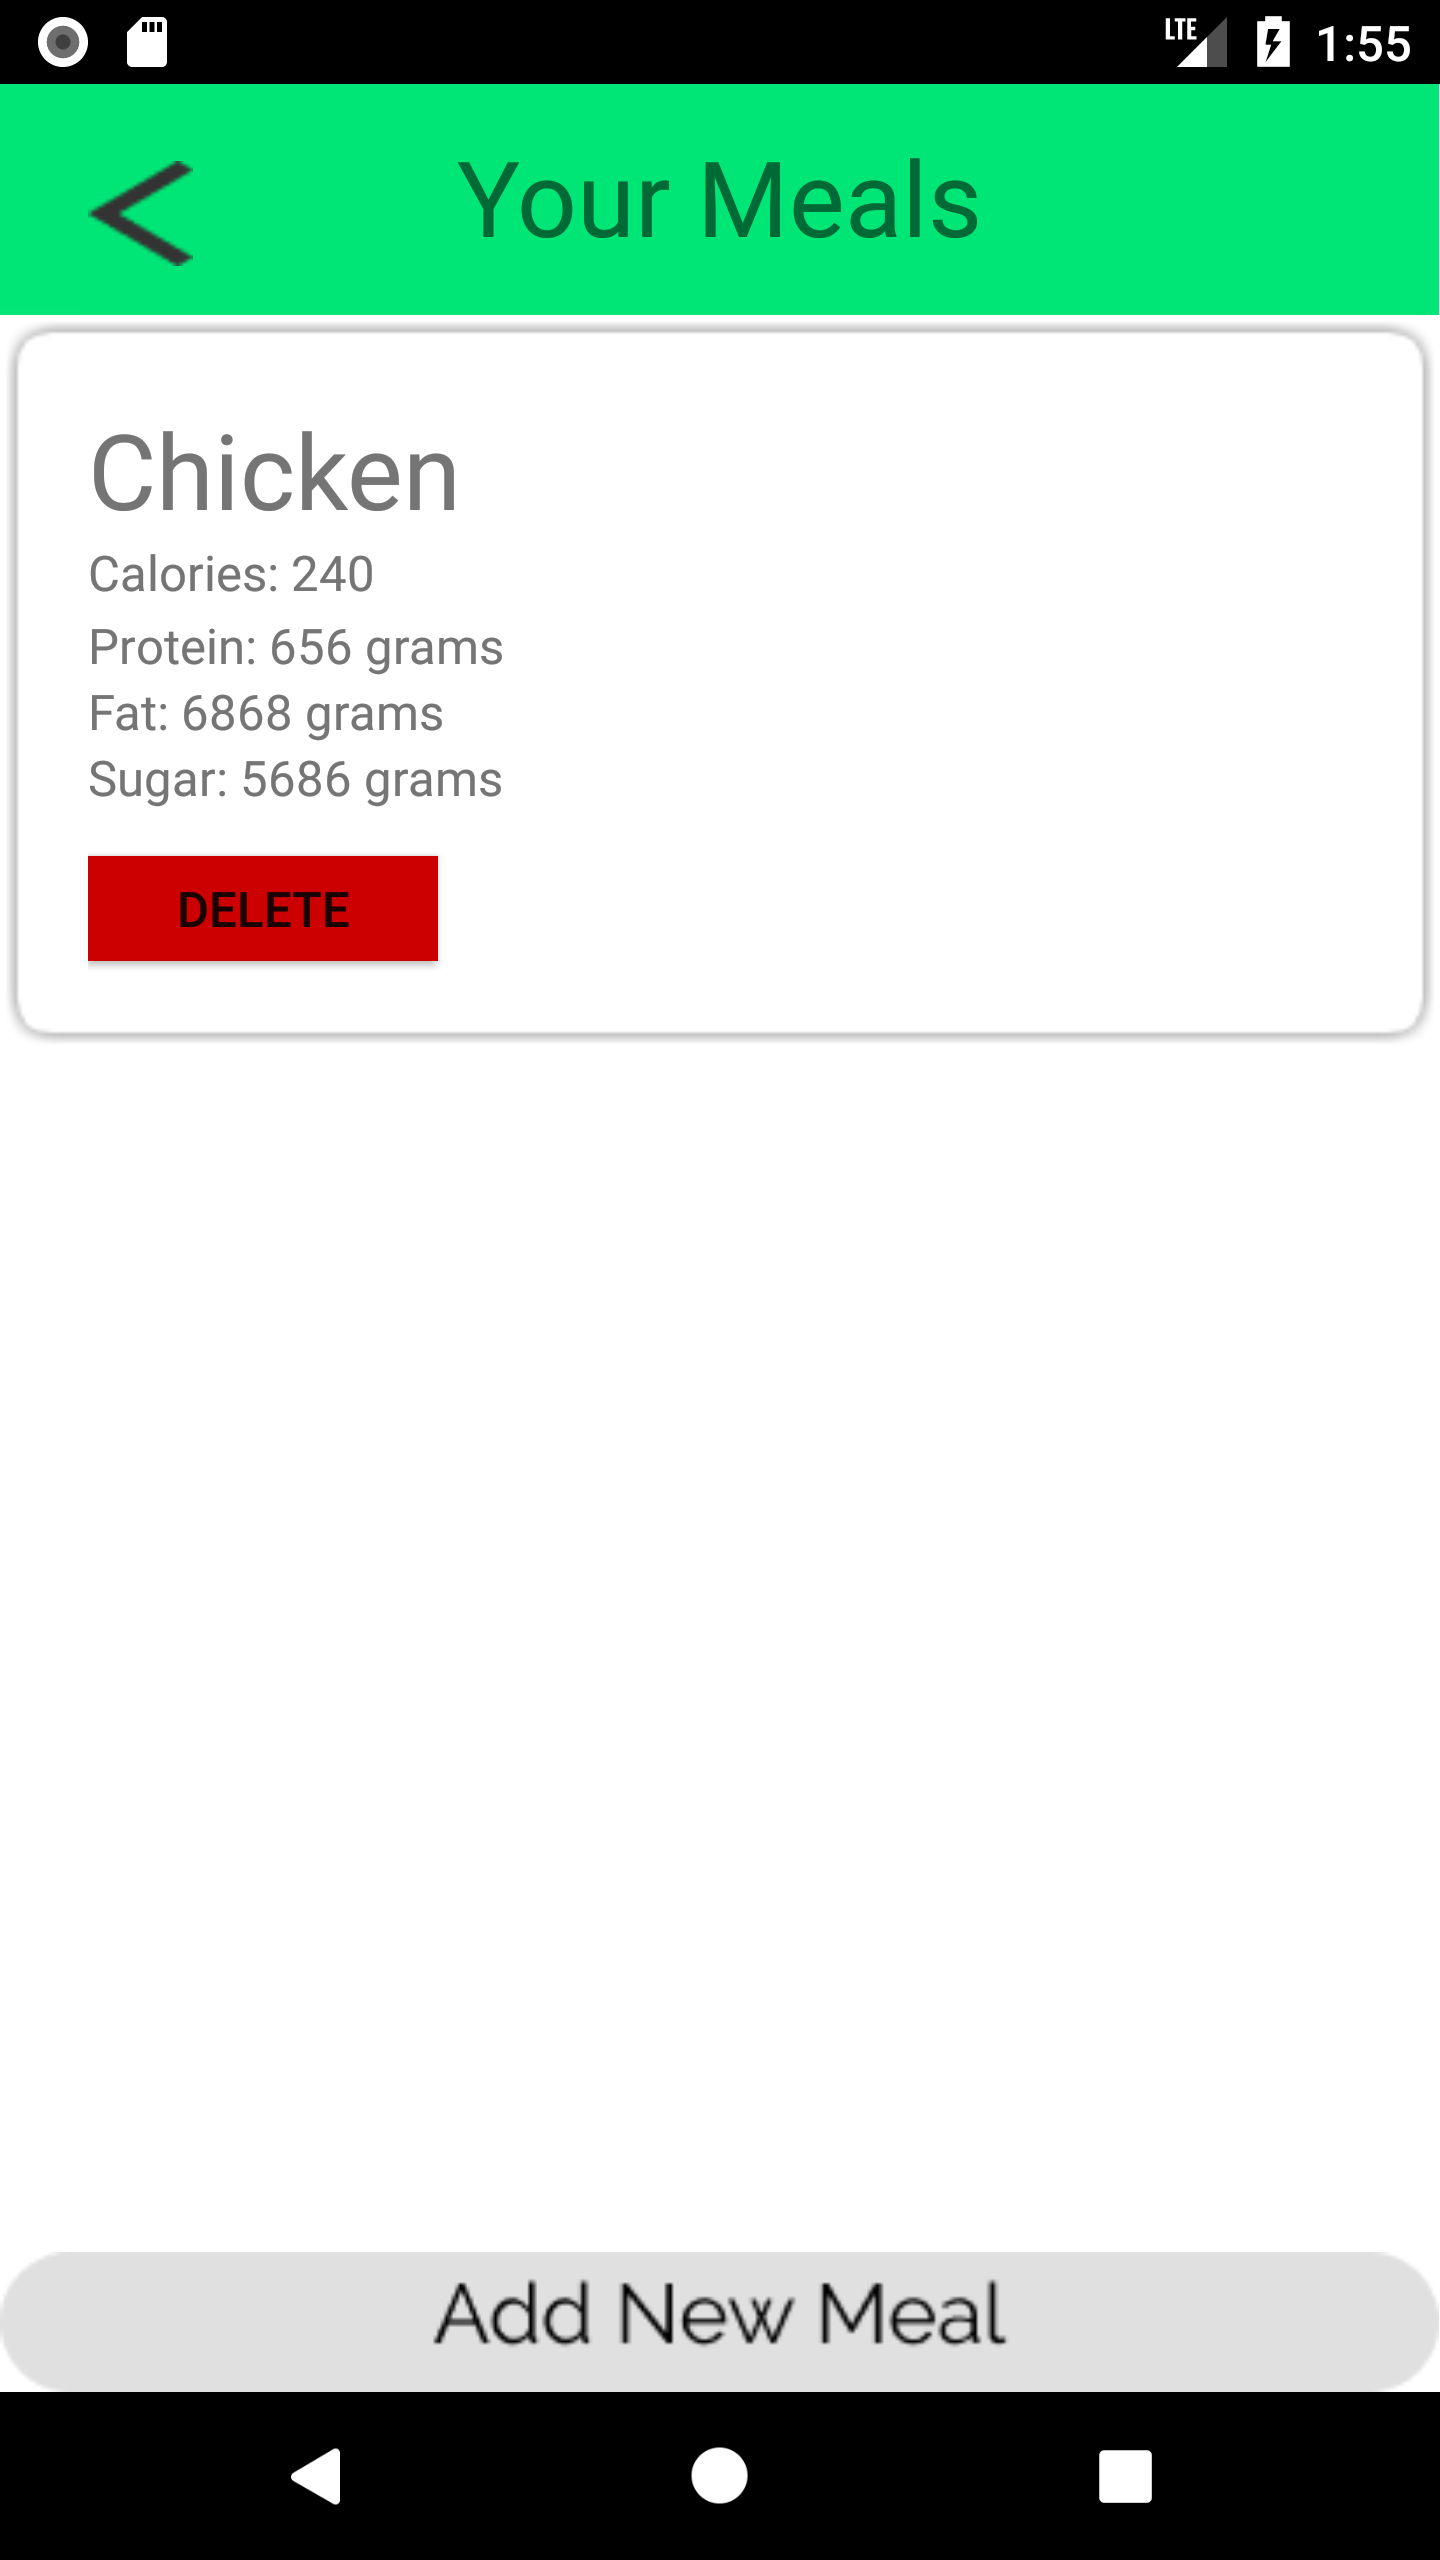 LTE 1:55
Your Meals
Chicken
Calories: 240
Protein: 656 grams
Fat: 6868 grams
Sugar: 5686 grams
DELETE
Add New Meal